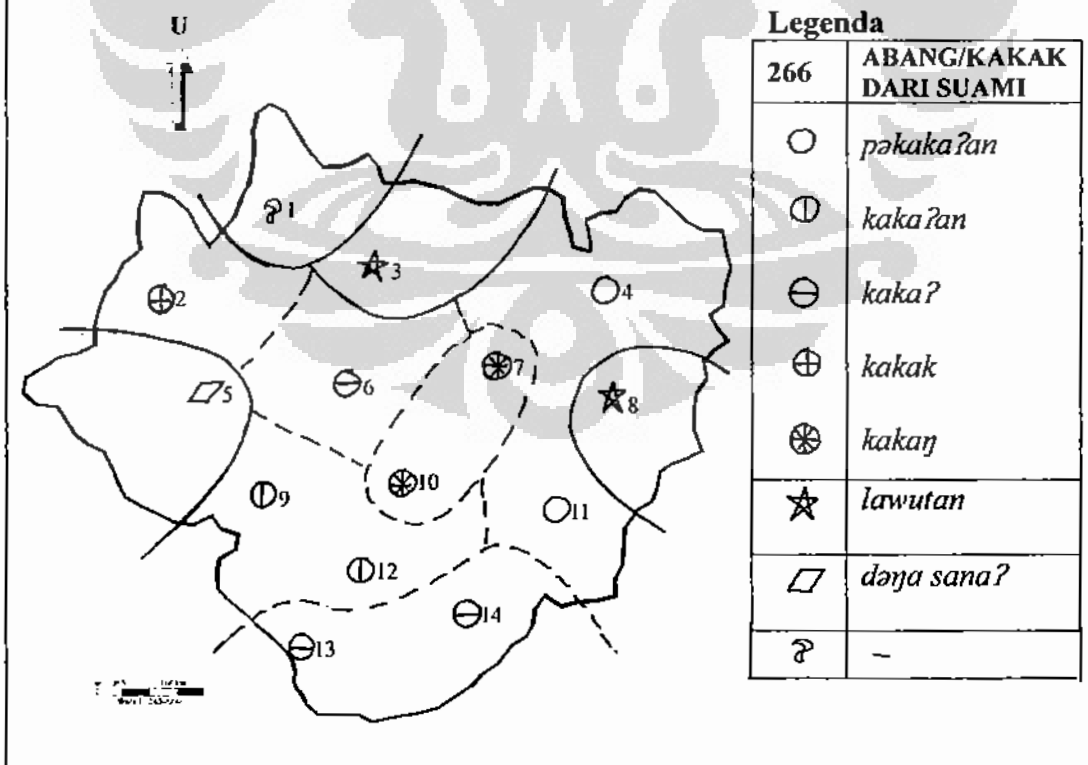 U
Legenda
266 ABANG/KAKAK
DARI SUAMI
pəkakaʔan
kakaʔan
kakaʔ
kakak
kakaŋ
lawutan
dəŋa sanaʔ
–
1
2
3
4
5
6
7
8
9
10
11
12
13
14